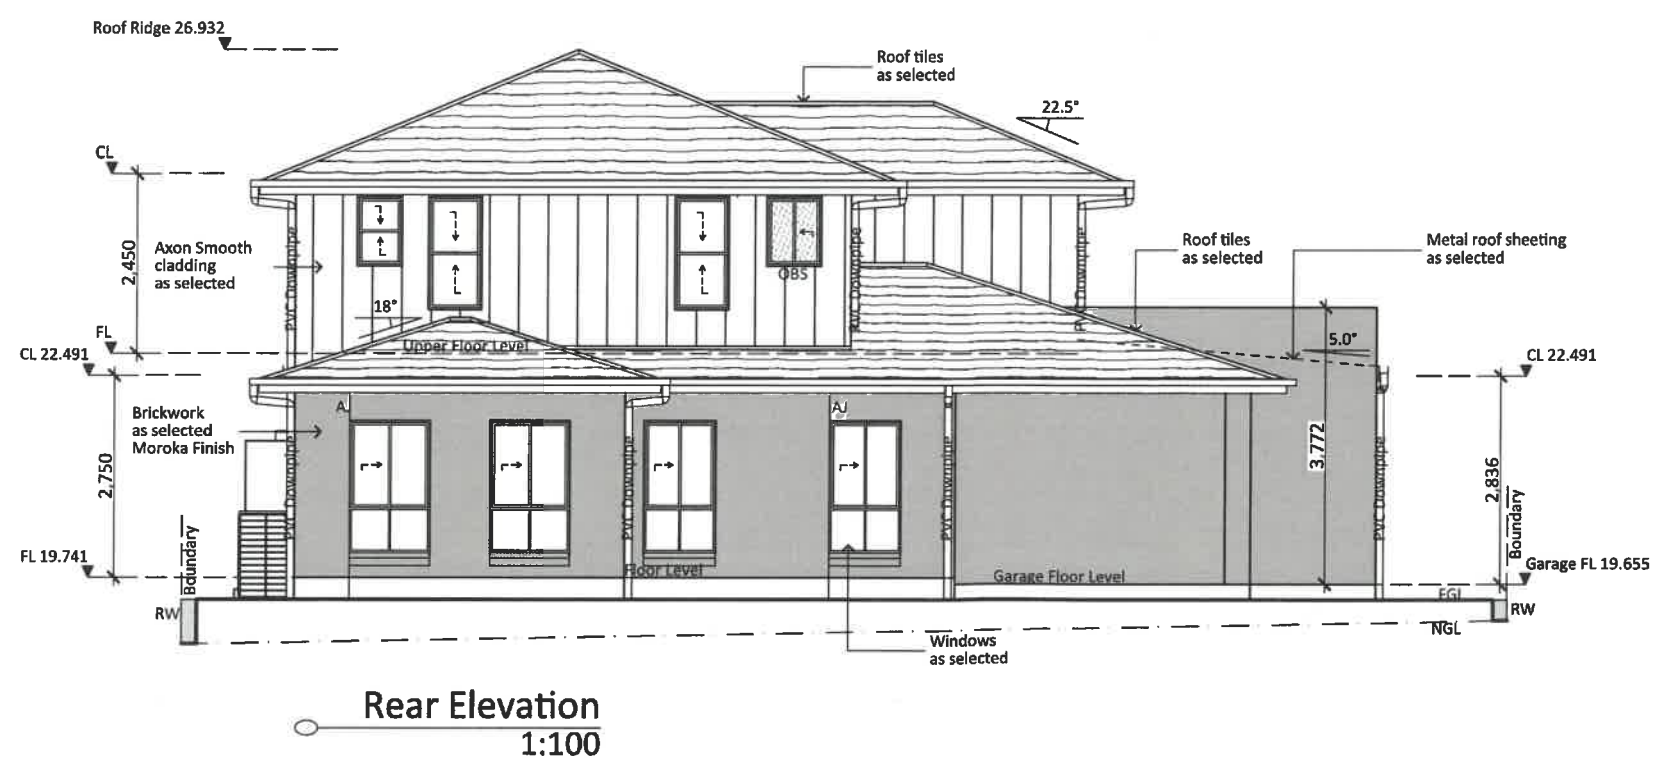 Roof Ridge 26.932
Roof tiles
as selected
22.5°
CL
2,450
Axon Smooth
cladding
as selected
PVC Downpipe
OBS
PVC Downpipe
PVC Downpipe
Roof tiles
as selected
Metal roof sheeting
as selected
18°
FL
Upper Floor Level
5.0°
CL 22.491
CL 22.491
Brickwork
as selected
Moroka Finish
AJ
3,772
2,750
2,836
PVC Downpipe
PVC Downpipe
PVC Downpipe
PVC Downpipe
Boundary
Boundary
FL 19.741
Floor Level
Garage Floor Level
Garage FL 19.655
FGL
RW
RW
NGL
Windows
as selected
Rear Elevation
1:100